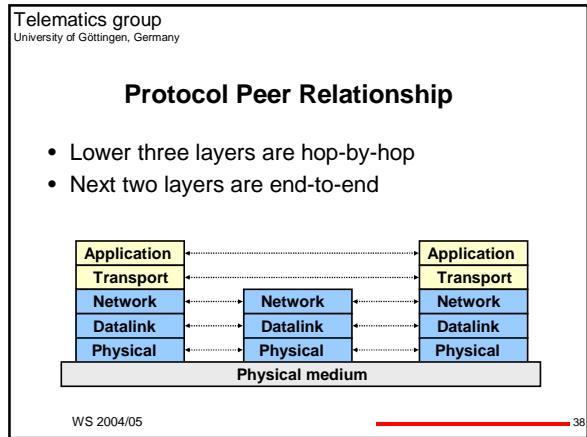 Telematics group
University of Göttingen, Germany
Protocol Peer Relationship
• Lower three layers are hop-by-hop
• Next two layers are end-to-end
Application Application
Transport Transport
Network Network Network
Datalink Datalink Datalink
Physical Physical Physical
Physical medium
WS 2004/05 38